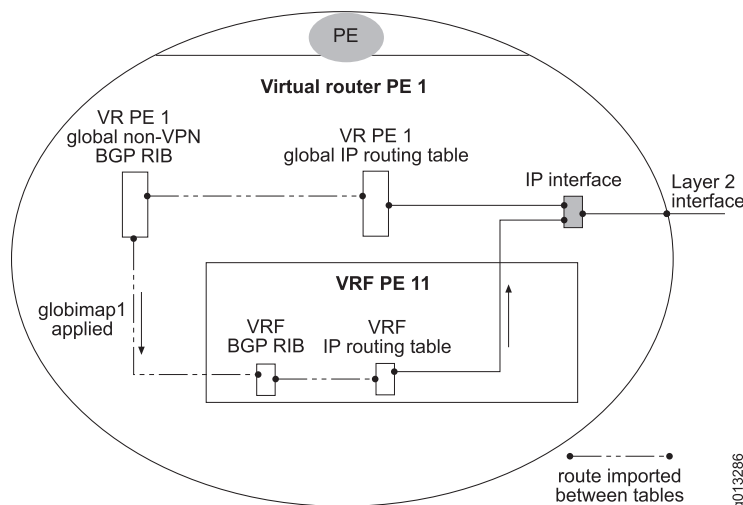 PE
Virtual router PE 1
VR PE 1
global non-VPN
BGP RIB
VR PE 1
global IP routing table
IP interface
Layer 2
interface
VRF PE 11
globimap1
applied
VRF
BGP RIB
VRF
IP routing table
route imported
between tables
g013286